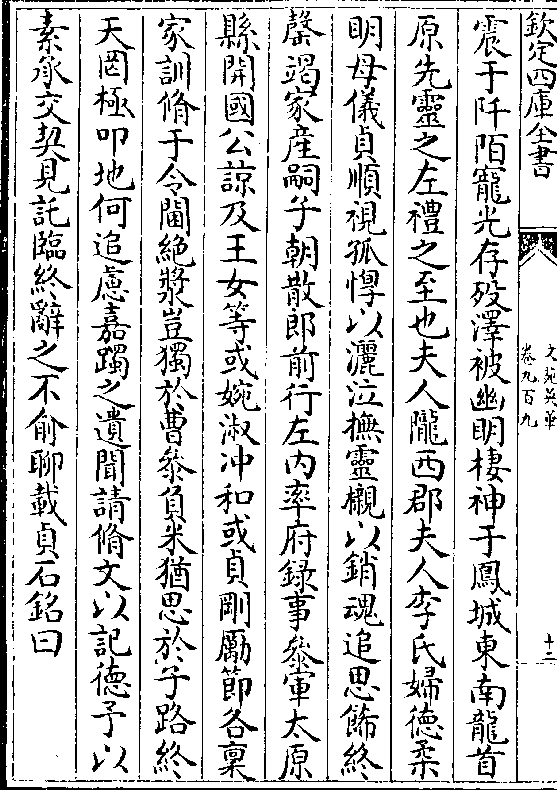 欽定四庫全書
文苑英華
卷九百九
十二
震于阡陌寵光存殁澤被幽明棲神于鳳城東南龍首
原先靈之左禮之至也夫人隴西郡夫人李氏婦德柔
明母儀貞順視孤惸以灑泣撫靈櫬以銷魂追思飾終
罄竭家産嗣子朝散郎前行左内率府録事參軍太原
縣開國公諒及王女等或婉淑冲和或貞剛勵節各稟
家訓脩于令閫絶漿豈獨於曹參負米猶思於子路終
天罔極叩地何追慮嘉躅之遺聞請脩文以記德予以
素承交契見託臨終辭之不俞聊載貞石銘曰